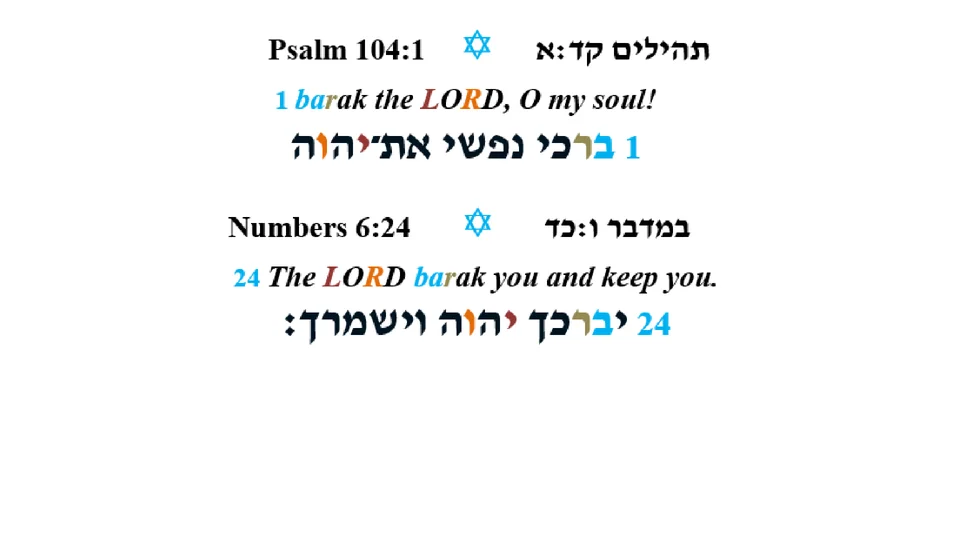 Psalm 104:1 ✡ תהילים קד:א
1 barak the LORD, O my soul!
1 ברכי נפשי את־יהוה
Numbers 6:24 ✡ במדבר ו:כד
24 The LORD barak you and keep you.
24 יברכך יהוה וישמרך: